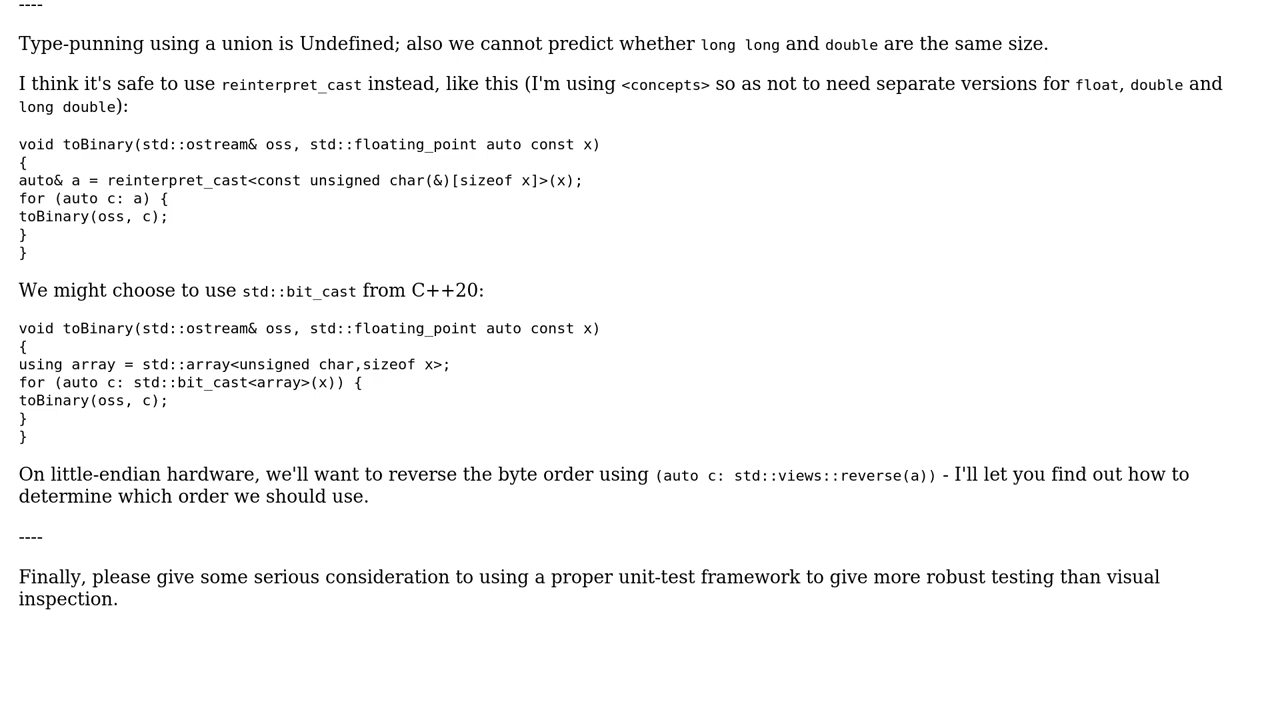 ----
Type-punning using a union is Undefined; also we cannot predict whether long long and double are the same size.
I think it's safe to use reinterpret_cast instead, like this (I'm using <concepts> so as not to need separate versions for float, double and
long double):
void toBinary(std::ostream& oss, std::floating_point auto const x)
{
auto& a = reinterpret_cast<const unsigned char(&)[sizeof x]>(x);
for (auto c: a) {
toBinary(oss, c);
}
}
We might choose to use std::bit_cast from C++20:
void toBinary(std::ostream& oss, std::floating_point auto const x)
{
using array = std::array<unsigned char,sizeof x>;
for (auto c: std::bit_cast<array>(x)) {
toBinary(oss, c);
}
}
On little-endian hardware, we'll want to reverse the byte order using (auto c: std::views::reverse(a)) - I'll let you find out how to
determine which order we should use.
----
Finally, please give some serious consideration to using a proper unit-test framework to give more robust testing than visual
inspection.